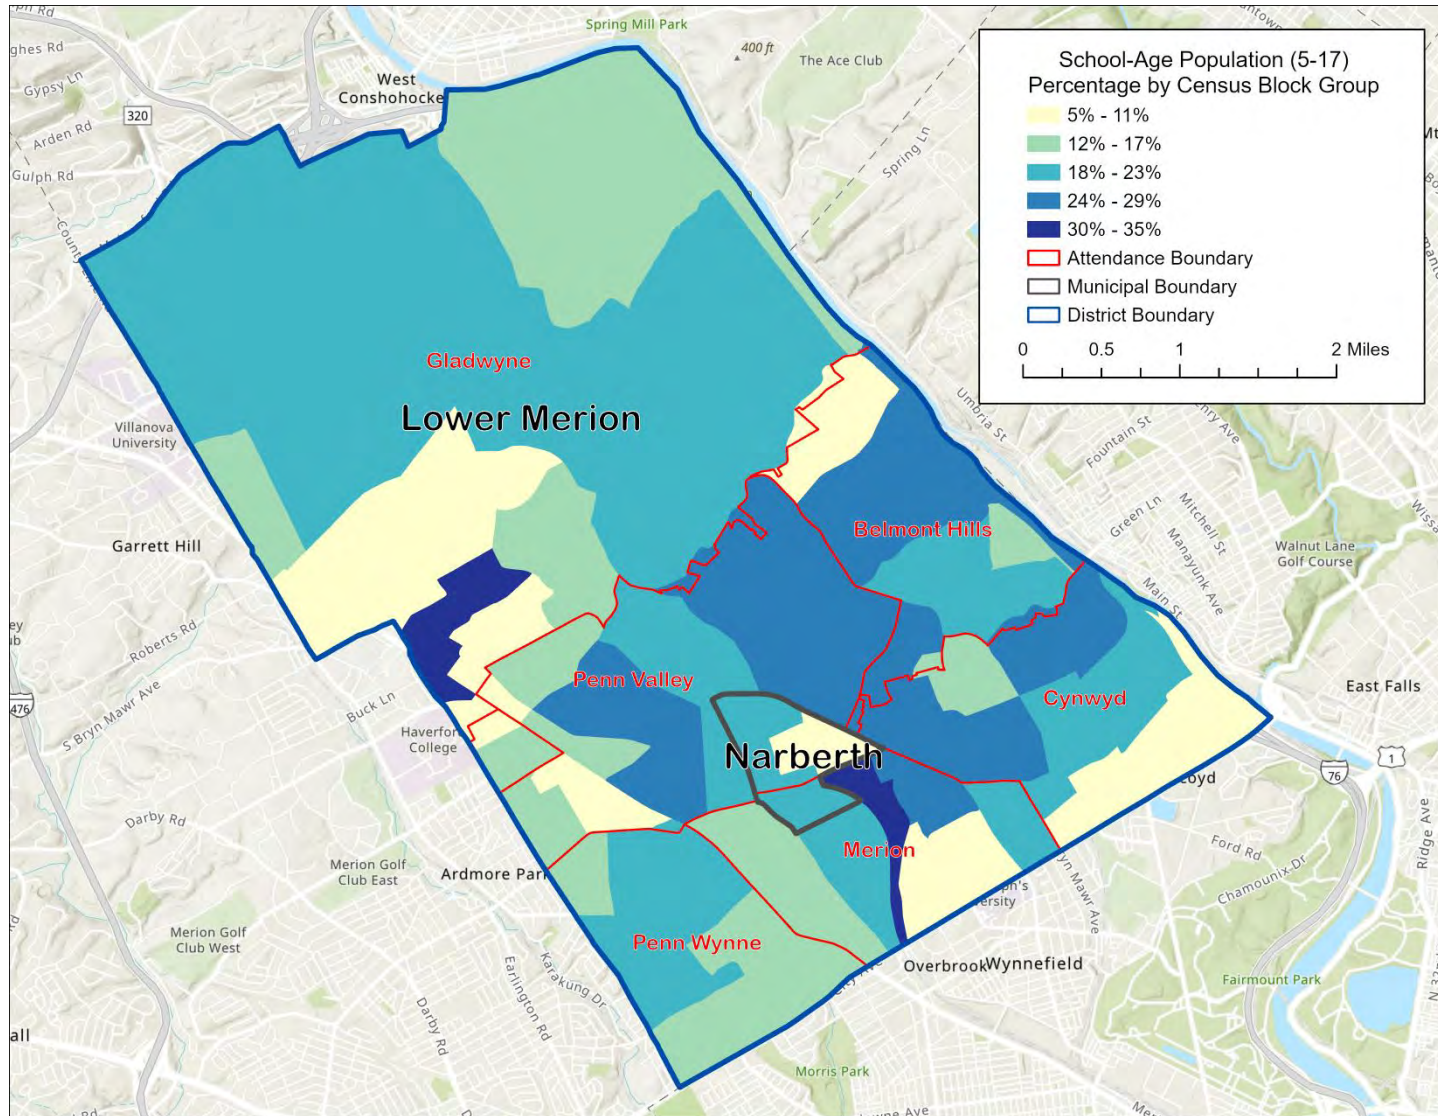 Spring Mill Park
400 ft
The Ace Club
West
Conshohocke
320
ghes Rd
Gypsy Ln
Arden Rd
Gulph Rd
Spring Ln
School-Age Population (5-17)
Percentage by Census Block Group
5% - 11%
12% - 17%
18% - 23%
24% - 29%
30% - 35%
Attendance Boundary
Municipal Boundary
District Boundary
0 0.5 1 2 Miles
Gladwyne
Lower Merion
Villanova
University
Umbria St
Fountain St
Green Ln
Mitchell St
Manayunk Ave
Main St
Walnut Lane
Golf Course
Belmont Hills
Garrett Hill
Roberts Rd
S Bryn Mawr Ave
Buck Ln
476
Penn Valley
Cynwyd
East Falls
Haverford
College
Narberth
1
76
oyd
Darby Rd
Merion Golf
Club East
Ardmore Park
Merion
Ford Rd
Chamounix Dr
Ridge Ave
yn Mawr Ave
Merion Golf
Club West
Penn Wynne
Overbrook
Wynnefield
Fairmount Park
Karakung Dr
Earlington Rd
Darby Rd
all
Morris Park